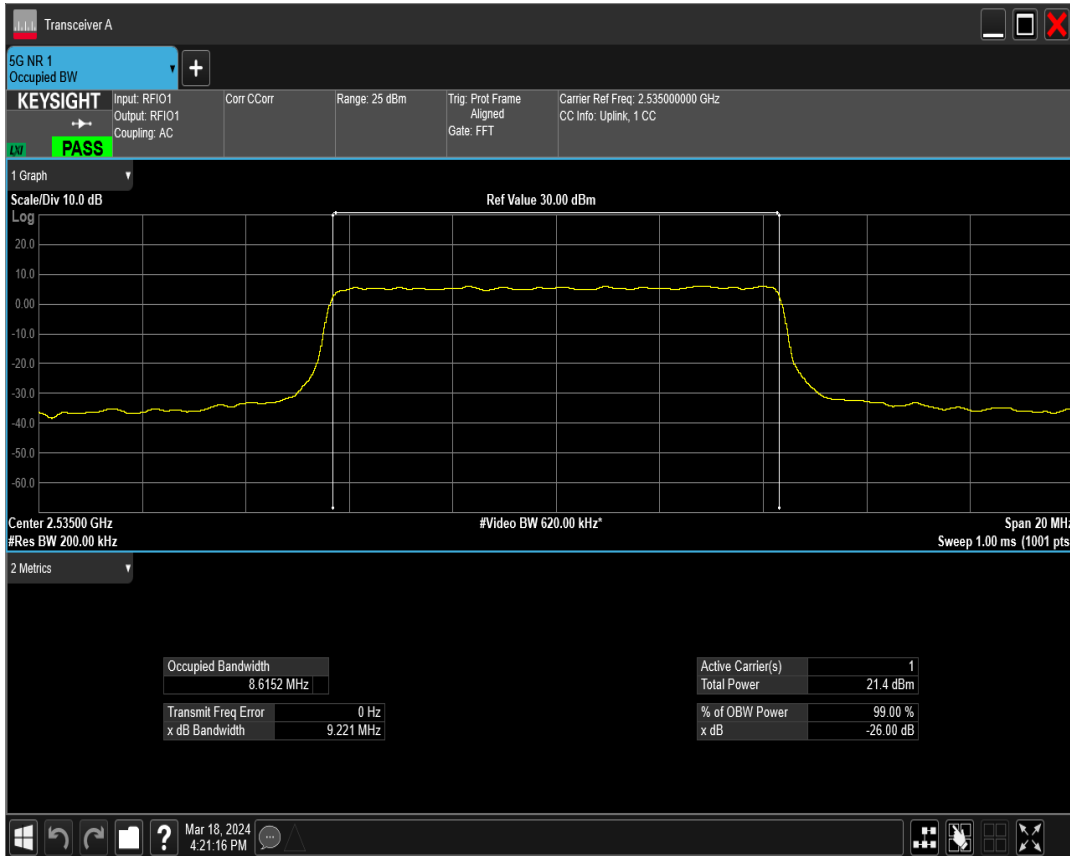 Transceiver A
5G NR 1
Occupied BW
KEYSIGHT
LXI
PASS
Input: RFIO1
Output: RFIO1
Coupling: AC
Corr CCorr
Range: 25 dBm
Trig: Prot Frame
Aligned
Gate: FFT
Carrier Ref Freq: 2.535000000 GHz
CC Info: Uplink, 1 CC
1 Graph
Scale/Div 10.0 dB
Ref Value 30.00 dBm
Log
20.0
10.0
0.00
-10.0
-20.0
-30.0
-40.0
-50.0
-60.0
Center 2.53500 GHz
#Video BW 620.00 kHz*
Span 20 MHz
#Res BW 200.00 kHz
Sweep 1.00 ms (1001 pts
2 Metrics
Occupied Bandwidth
8.6152 MHz
Transmit Freq Error 0 Hz
x dB Bandwidth 9.221 MHz
Active Carrier(s) 1
Total Power 21.4 dBm
% of OBW Power 99.00 %
x dB -26.00 dB
?
Mar 18, 2024
4:21:16 PM